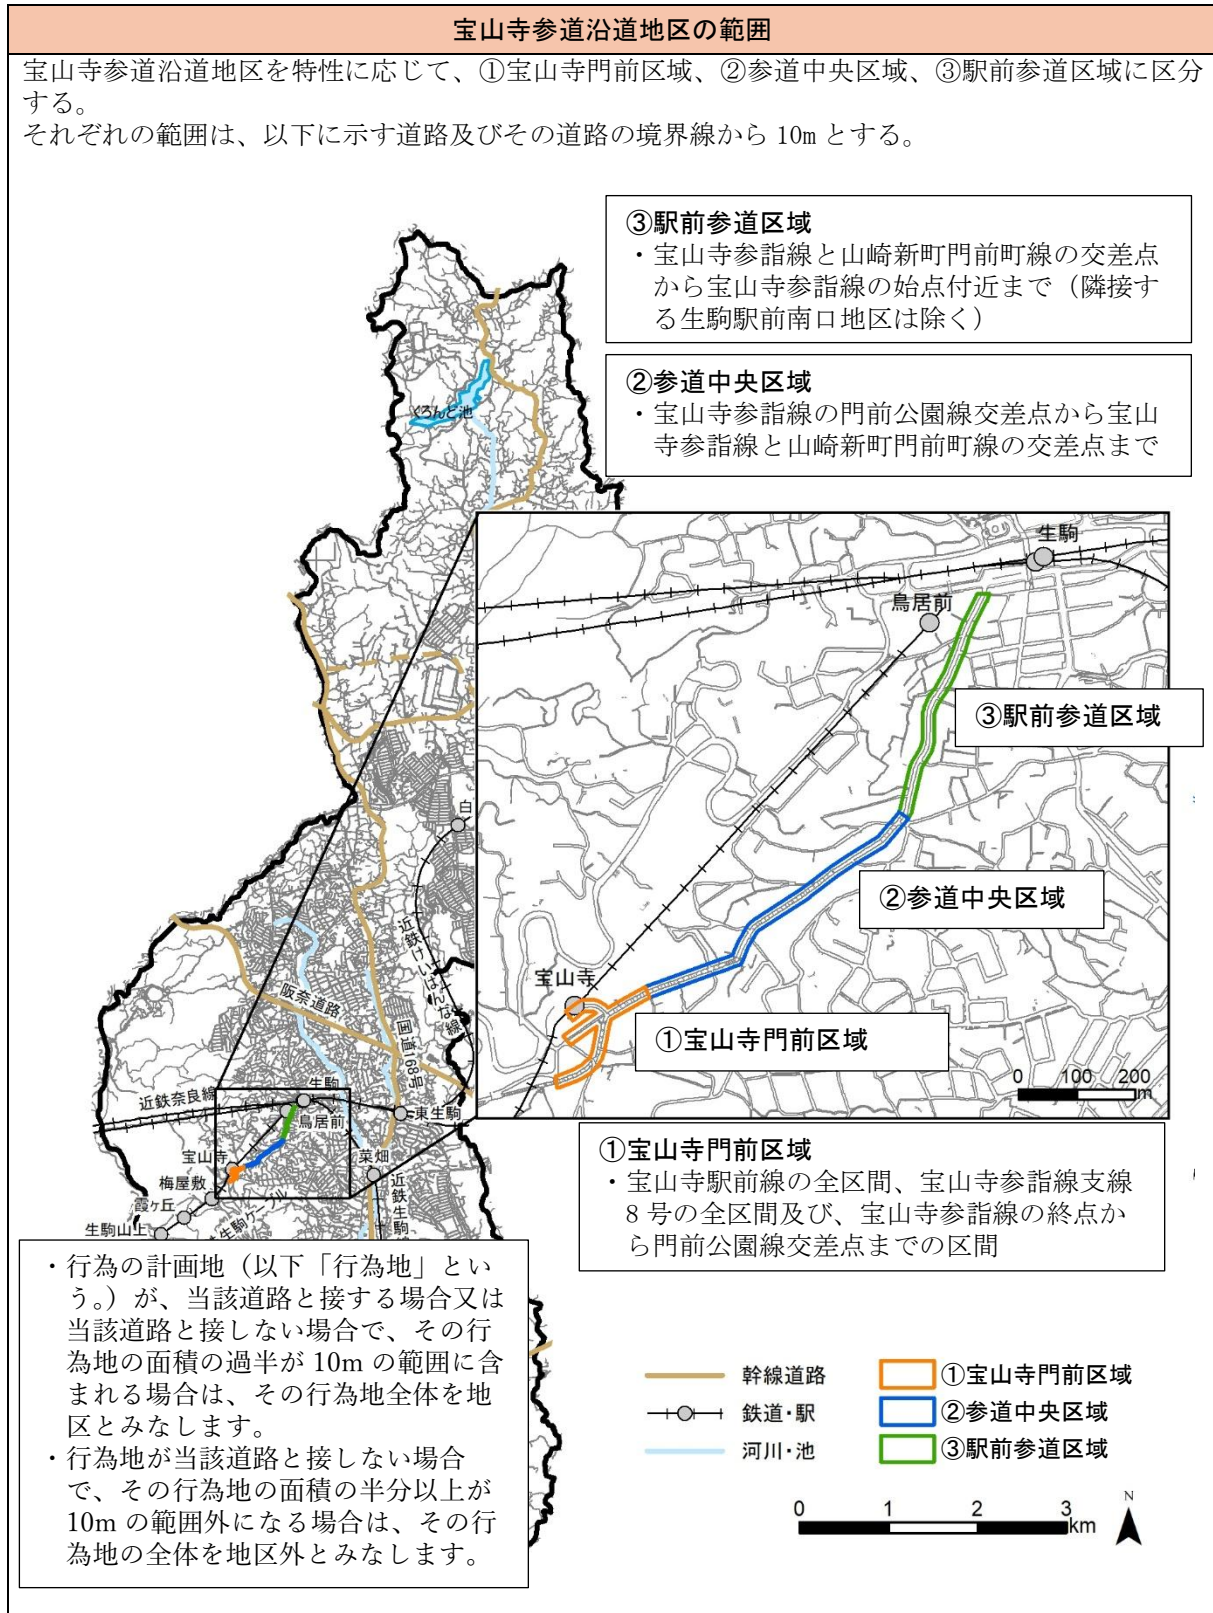 宝山寺参道沿道地区の範囲
宝山寺参道沿道地区を特性に応じて、①宝山寺門前区域、②参道中央区域、③駅前参道区域に区分
する。
それぞれの範囲は、以下に示す道路及びその道路の境界線から 10m とする。
③駅前参道区域
・宝山寺参詣線と山崎新町門前町線の交差点
から宝山寺参詣線の始点付近まで（隣接す
る生駒駅前南口地区は除く）
②参道中央区域
・宝山寺参詣線の門前公園線交差点から宝山
寺参詣線と山崎新町門前町線の交差点まで
くろんど池
生駒
鳥居前
③駅前参道区域
②参道中央区域
宝山寺
①宝山寺門前区域
0 100 200
m
白
近鉄けいはんな線
阪奈道路
国道168号
近鉄奈良線
生駒
鳥居前
東生駒
宝山寺
菜畑
梅屋敷
霞ヶ丘
生駒山上
生駒ケーブル
近鉄生駒
①宝山寺門前区域
・宝山寺駅前線の全区間、宝山寺参詣線支線
8 号の全区間及び、宝山寺参詣線の終点か
ら門前公園線交差点までの区間
・行為の計画地（以下「行為地」とい
う。）が、当該道路と接する場合又は
当該道路と接しない場合で、その行
為地の面積の過半が 10m の範囲に含
まれる場合は、その行為地全体を地
区とみなします。
・行為地が当該道路と接しない場合
で、その行為地の面積の半分以上が
10m の範囲外になる場合は、その行
為地の全体を地区外とみなします。
幹線道路
鉄道・駅
河川・池
①宝山寺門前区域
②参道中央区域
③駅前参道区域
0 1 2 3
km
N